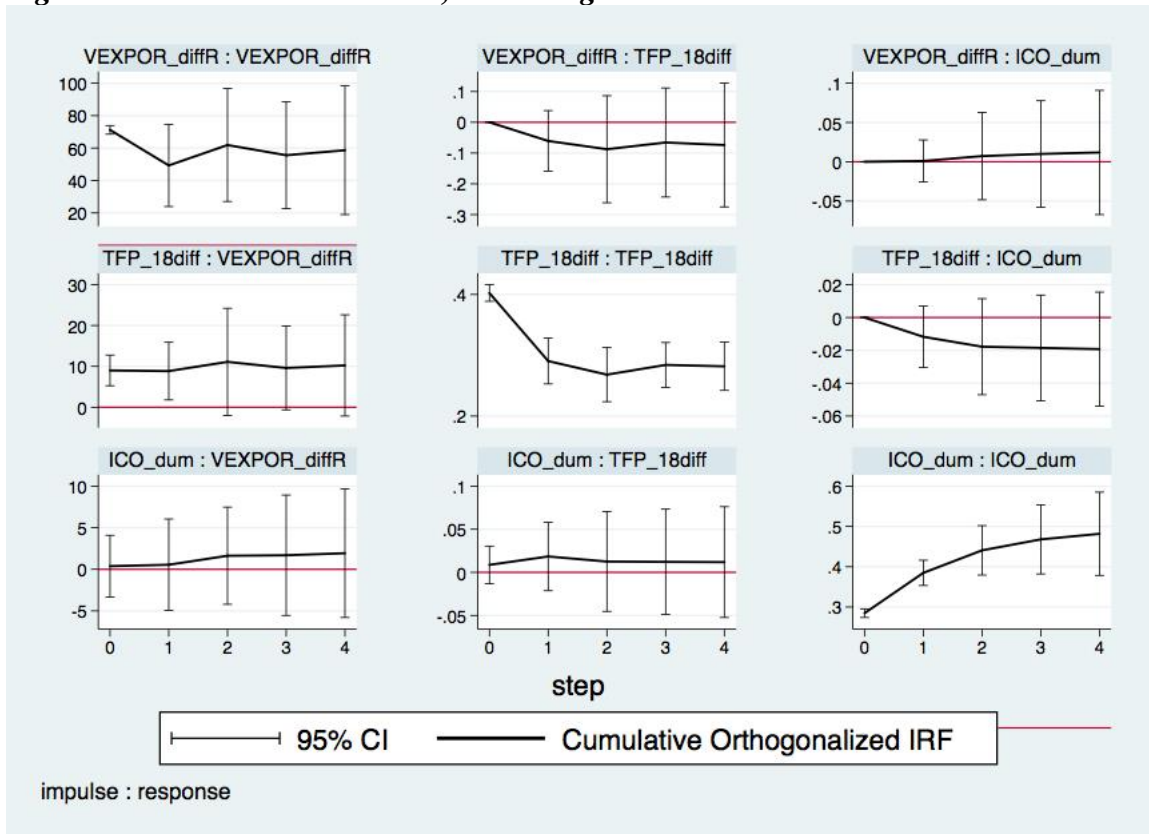 VEXPOR_diffR : VEXPOR_diffR
100
80
60
40
20
VEXPOR_diffR : TFP_18diff
.1
0
-.1
-.2
-.3
VEXPOR_diffR : ICO_dum
.1
.05
0
-.05
TFP_18diff : VEXPOR_diffR
30
20
10
0
TFP_18diff : TFP_18diff
.4
.2
TFP_18diff : ICO_dum
.02
0
-.02
-.04
-.06
ICO_dum : VEXPOR_diffR
10
5
0
-5
0 1 2 3 4
ICO_dum : TFP_18diff
.1
.05
0
-.05
0 1 2 3 4
ICO_dum : ICO_dum
.6
.5
.4
.3
0 1 2 3 4
step
95% CI Cumulative Orthogonalized IRF
impulse : response